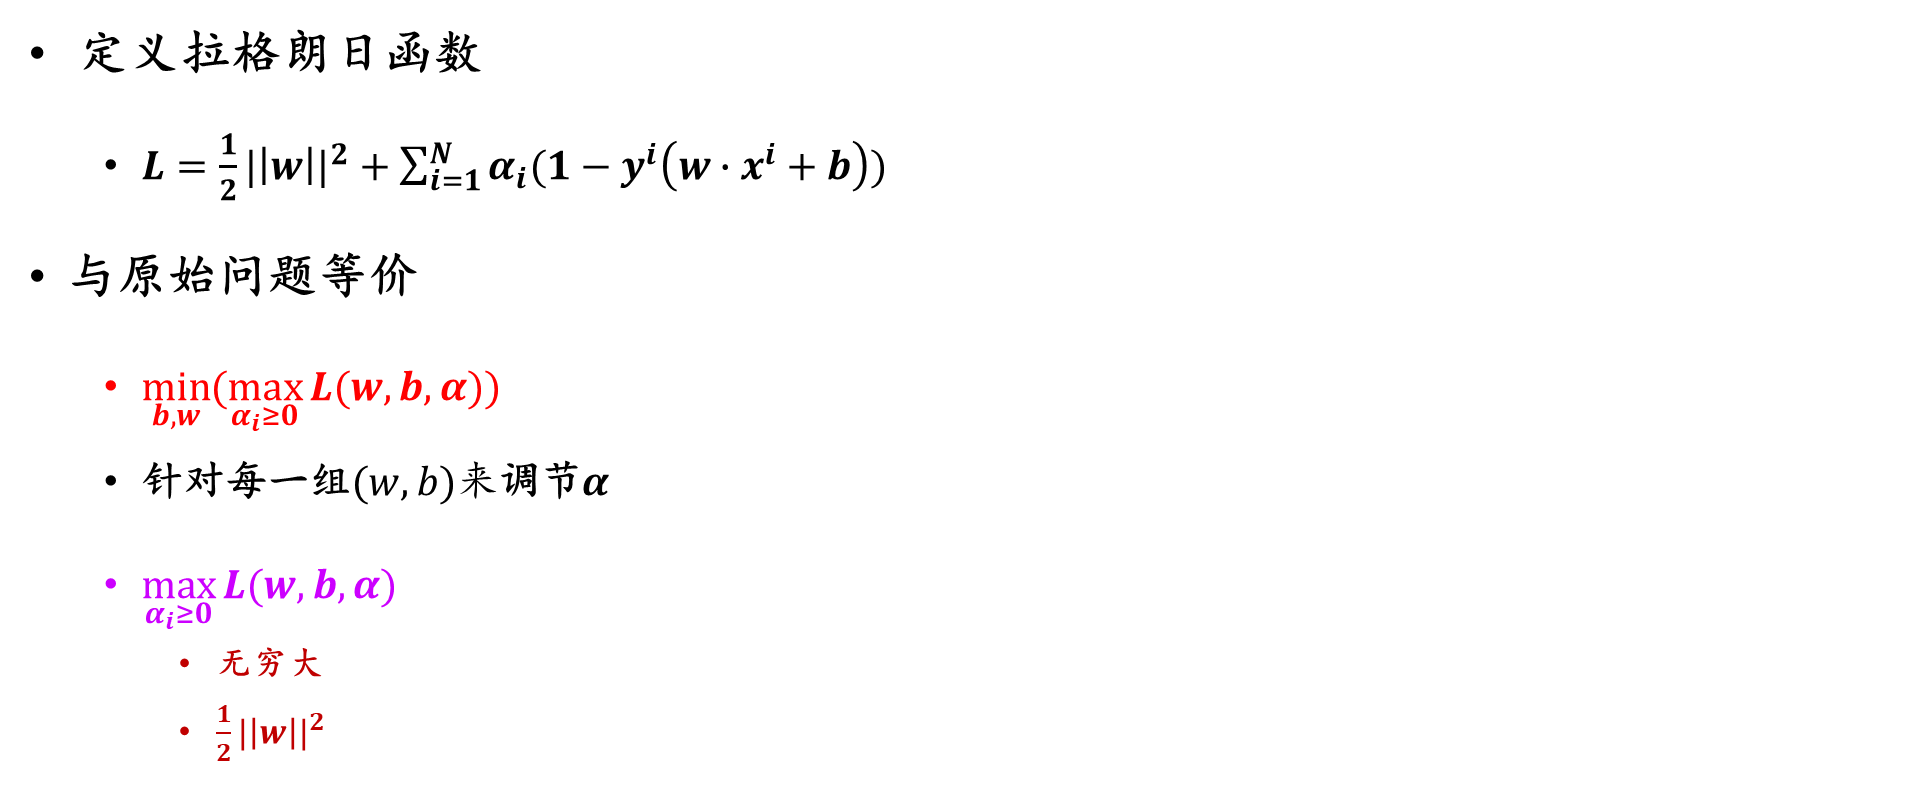 • 定义拉格朗日函数
• L = 1/2 ||w||² + ∑ᵢ₌₁ᴺ αᵢ(1 − yⁱ(w · xⁱ + b))
• 与原始问题等价
• min_{b,w}(max_{αᵢ≥0} L(w, b, α))
• 针对每一组(w, b)来调节α
• max_{αᵢ≥0} L(w, b, α)
• 无穷大
• 1/2 ||w||²